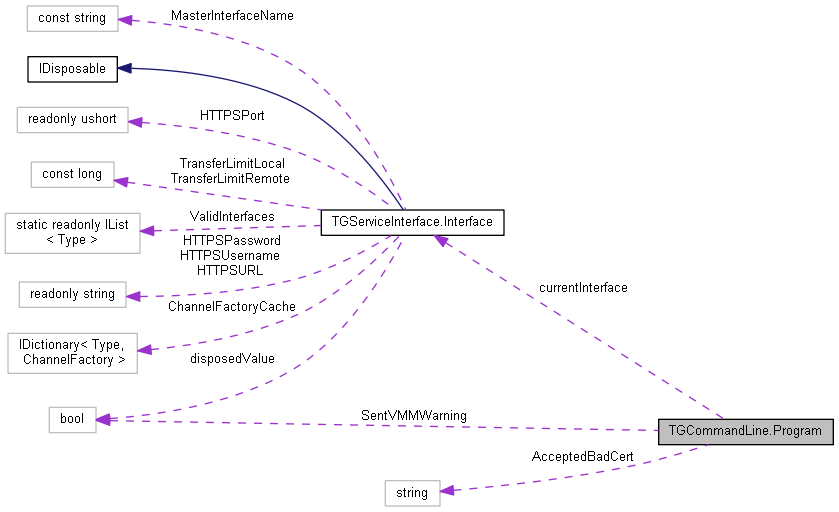 const string
MasterInterfaceName
IDisposable
readonly ushort
HTTPSPort
const long
TransferLimitLocal
TransferLimitRemote
static readonly IList
< Type >
ValidInterfaces
TGServiceInterface.Interface
HTTPSPassword
HTTPSUsername
HTTPSURL
readonly string
currentInterface
ChannelFactoryCache
IDictionary< Type,
ChannelFactory >
disposedValue
bool
SentVMMWarning
TGCommandLine.Program
AcceptedBadCert
string